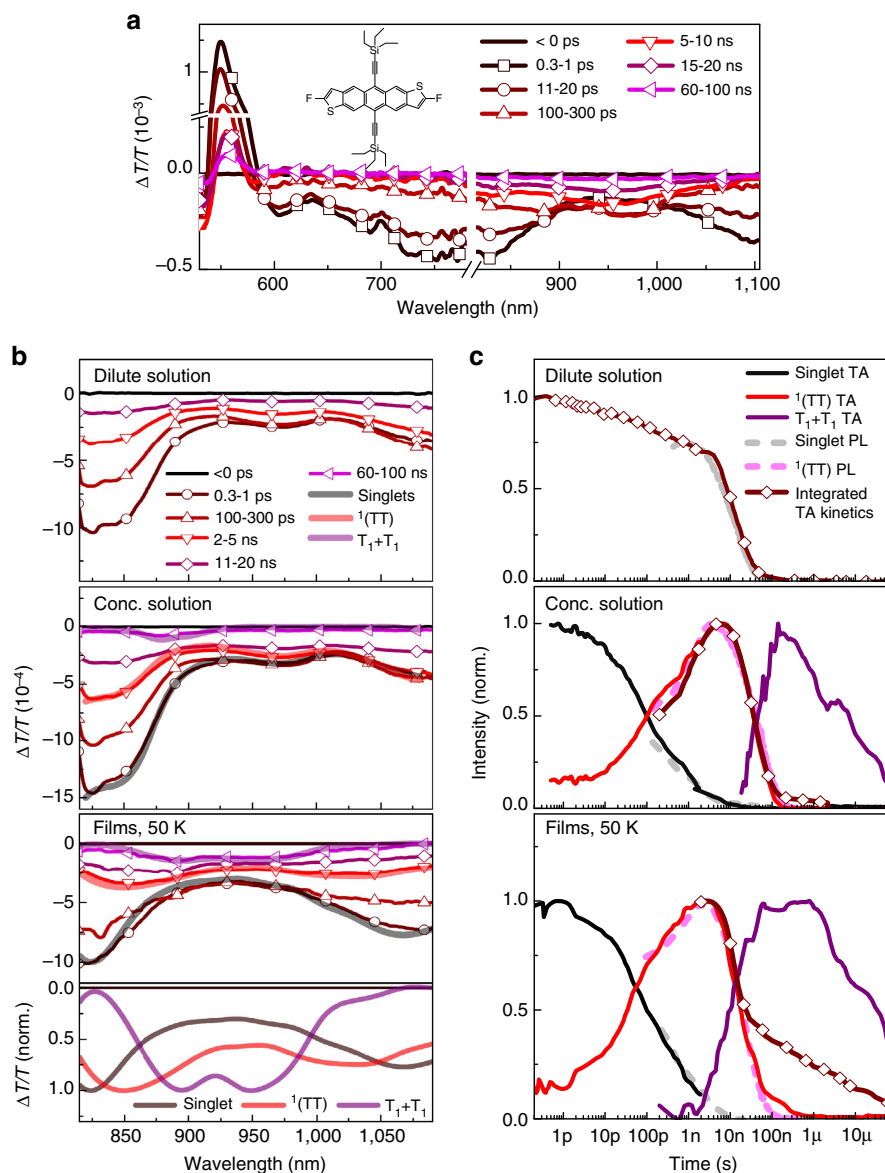 a
1
0.0
−0.5
ΔT/T (10−3)
Si
S
F
F
S
Si
< 0 ps
0.3-1 ps
11-20 ps
100-300 ps
5-10 ns
15-20 ns
60-100 ns
600
700
900
1,000
1,100
Wavelength (nm)
b
Dilute solution
0
−5
−10
<0 ps
0.3-1 ps
100-300 ps
2-5 ns
11-20 ns
60-100 ns
Singlets
1(TT)
T1+T1
Conc. solution
0
−5
−10
−15
ΔT/T (10−4)
Films, 50 K
0
−5
−10
0.0
0.5
1.0
ΔT/T (norm.)
Singlet
1(TT)
T1+T1
850
900
950
1,000
1,050
Wavelength (nm)
c
Dilute solution
1.0
0.5
1.0
Singlet TA
1(TT) TA
T1+T1 TA
Singlet PL
1(TT) PL
Integrated
TA kinetics
Conc. solution
1.0
0.5
0.0
Intensity (norm.)
Films, 50 K
1.0
0.5
0.0
1p
10p
100p
1n
10n
100n
1µ
10µ
Time (s)